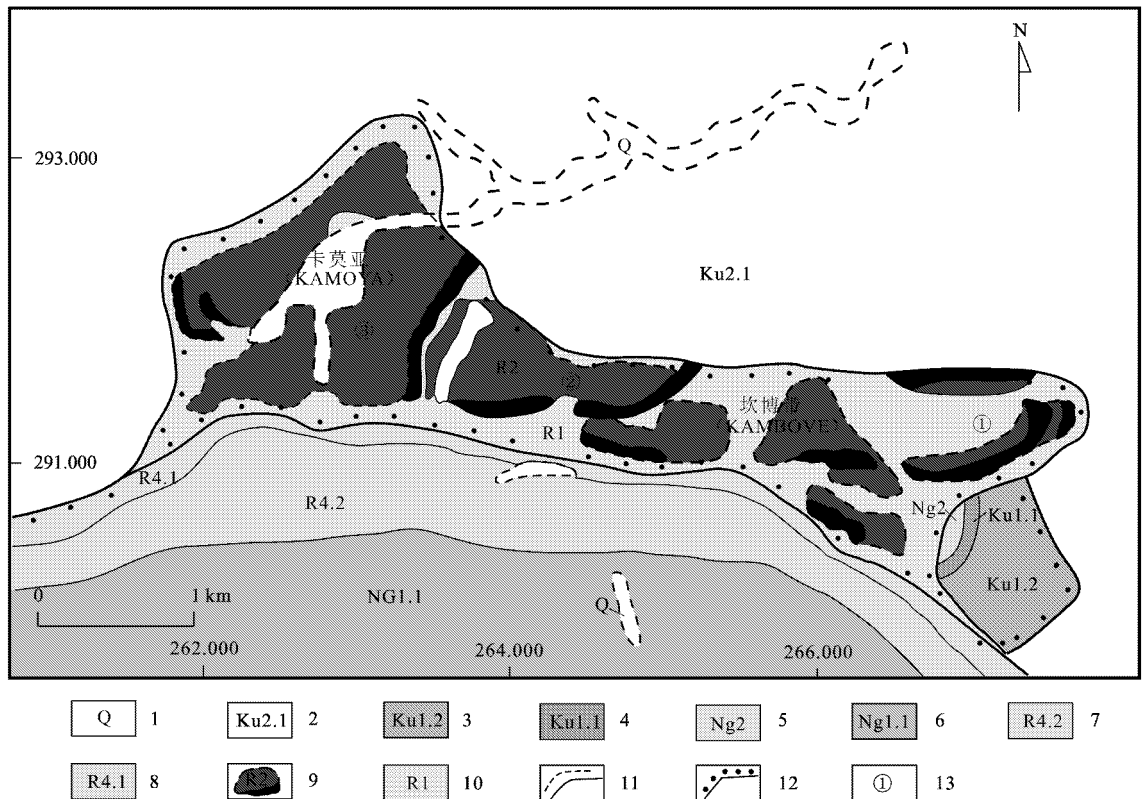 N
293.000
Q
卡莫亚
(KAMOYA)
Ku2.1
③
R2
②
坎博韦
(KAMBOVE)
①
R1
291.000
R4.1
R4.2
Ng2
Ku1.1
Ku1.2
NG1.1
Q
0 1 km
262.000 264.000 266.000
Q 1 Ku2.1 2 Ku1.2 3 Ku1.1 4 Ng2 5 Ng1.1 6 R4.2 7
R4.1 8 R2 9 R1 10 11 12 ① 13